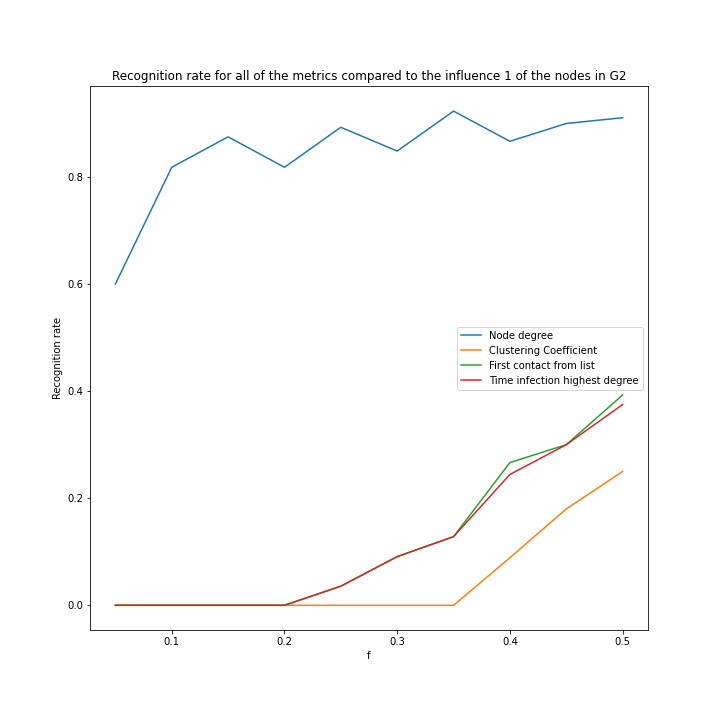 Recognition rate for all of the metrics compared to the influence 1 of the nodes in G2
0.8
0.6
0.4
0.2
0.0
Recognition rate
Node degree
Clustering Coefficient
First contact from list
Time infection highest degree
0.1 0.2 0.3 0.4 0.5
f